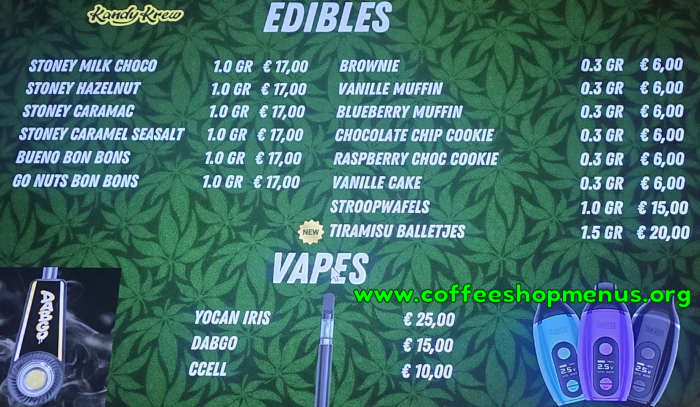 Kandy Krew
EDIBLES
STONEY MILK CHOCO 1.0 GR € 17,00
STONEY HAZELNUT 1.0 GR € 17,00
STONEY CARAMAC 1.0 GR € 17,00
STONEY CARAMEL SEASALT 1.0 GR € 17,00
BUENO BON BONS 1.0 GR € 17,00
GO NUTS BON BONS 1.0 GR € 17,00
BROWNIE 0.3 GR € 6,00
VANILLE MUFFIN 0.3 GR € 6,00
BLUEBERRY MUFFIN 0.3 GR € 6,00
CHOCOLATE CHIP COOKIE 0.3 GR € 6,00
RASPBERRY CHOC COOKIE 0.3 GR € 6,00
VANILLE CAKE 0.3 GR € 6,00
STROOPWAFELS 1.0 GR € 15,00
NEW TIRAMISU BALLETJES 1.5 GR € 20,00
VAPES
www.coffeeshopmenus.org
YOCAN IRIS € 25,00
DABGO € 15,00
CCELL € 10,00
DABGO
2.5 V
2.5 V